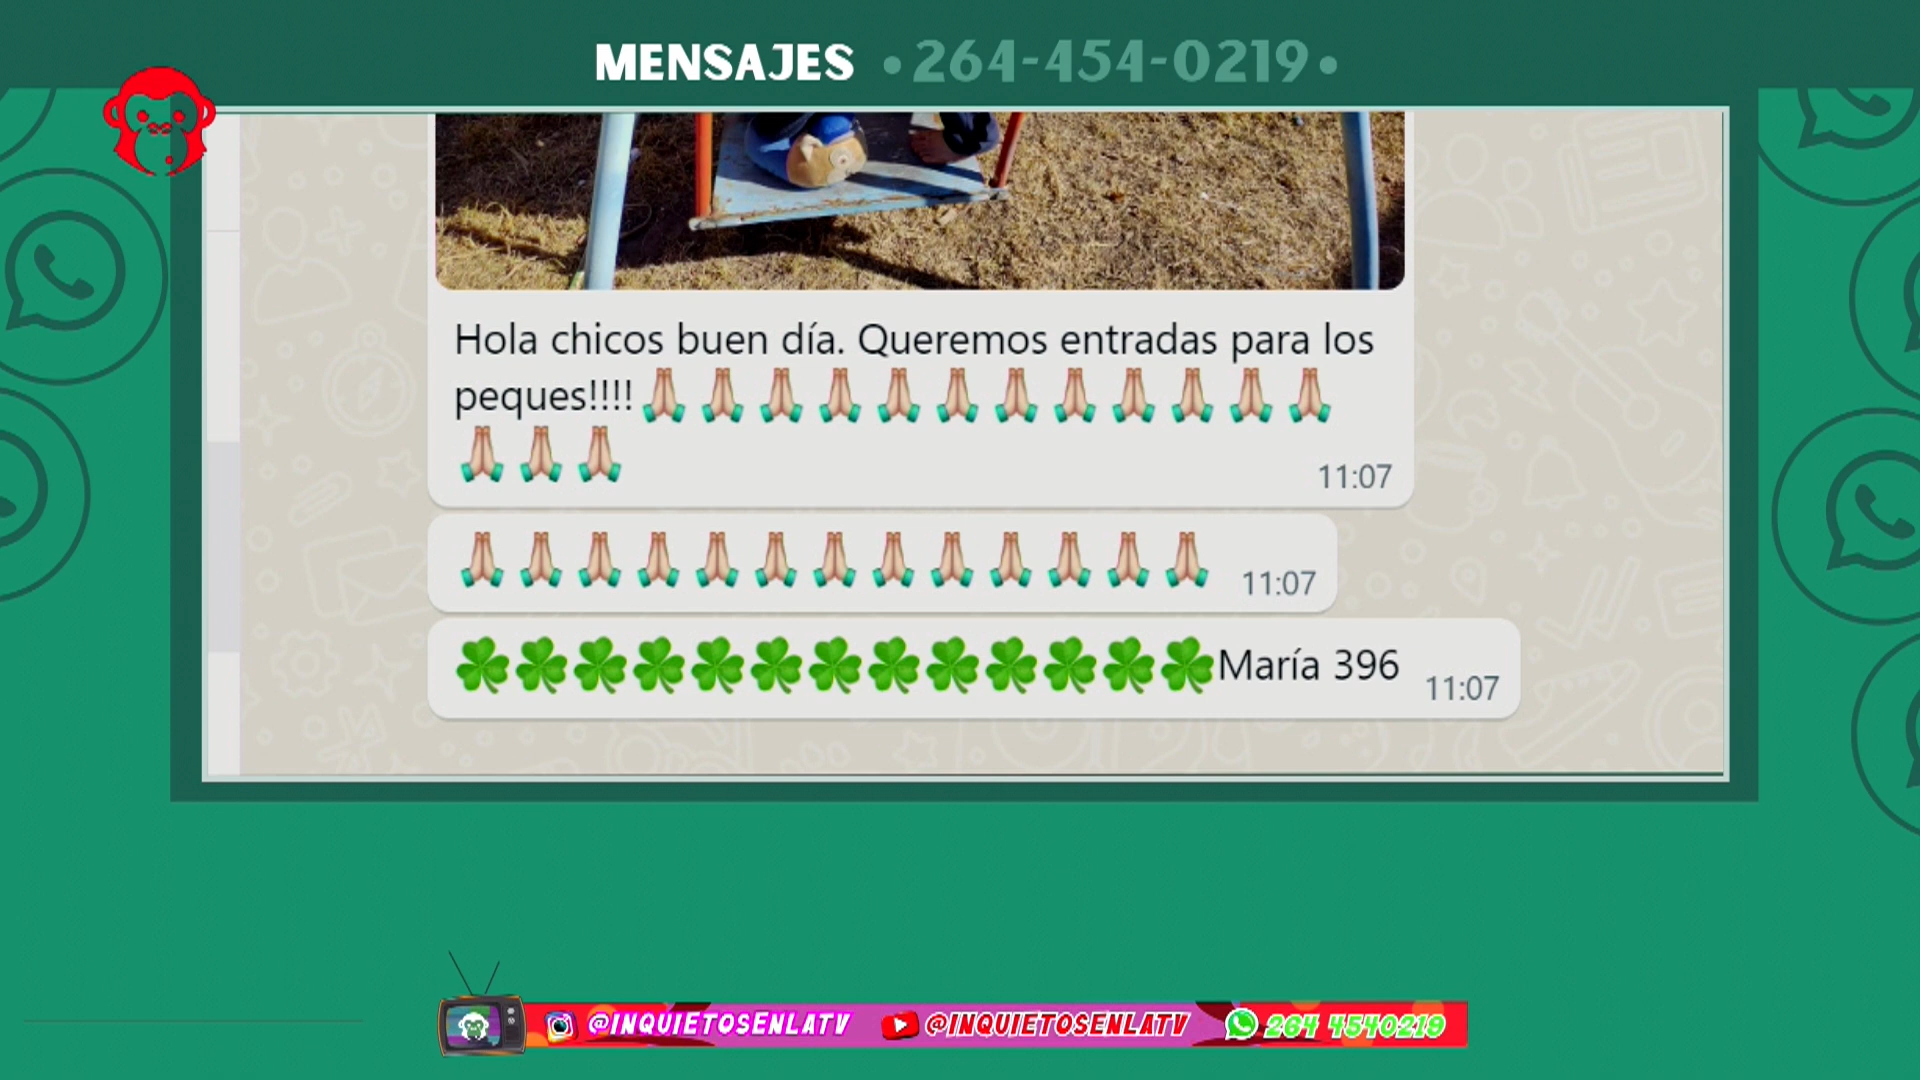 MENSAJES •264-454-0219•
Hola chicos buen día. Queremos entradas para los
peques!!!!🙏🏼🙏🏼🙏🏼🙏🏼🙏🏼🙏🏼🙏🏼🙏🏼🙏🏼🙏🏼🙏🏼🙏🏼
🙏🏼🙏🏼🙏🏼 11:07
🙏🏼🙏🏼🙏🏼🙏🏼🙏🏼🙏🏼🙏🏼🙏🏼🙏🏼🙏🏼🙏🏼🙏🏼🙏🏼 11:07
☘️☘️☘️☘️☘️☘️☘️☘️☘️☘️☘️☘️☘️María 396 11:07
@INQUIETOSENLATV @INQUIETOSENLATV 264 4540219